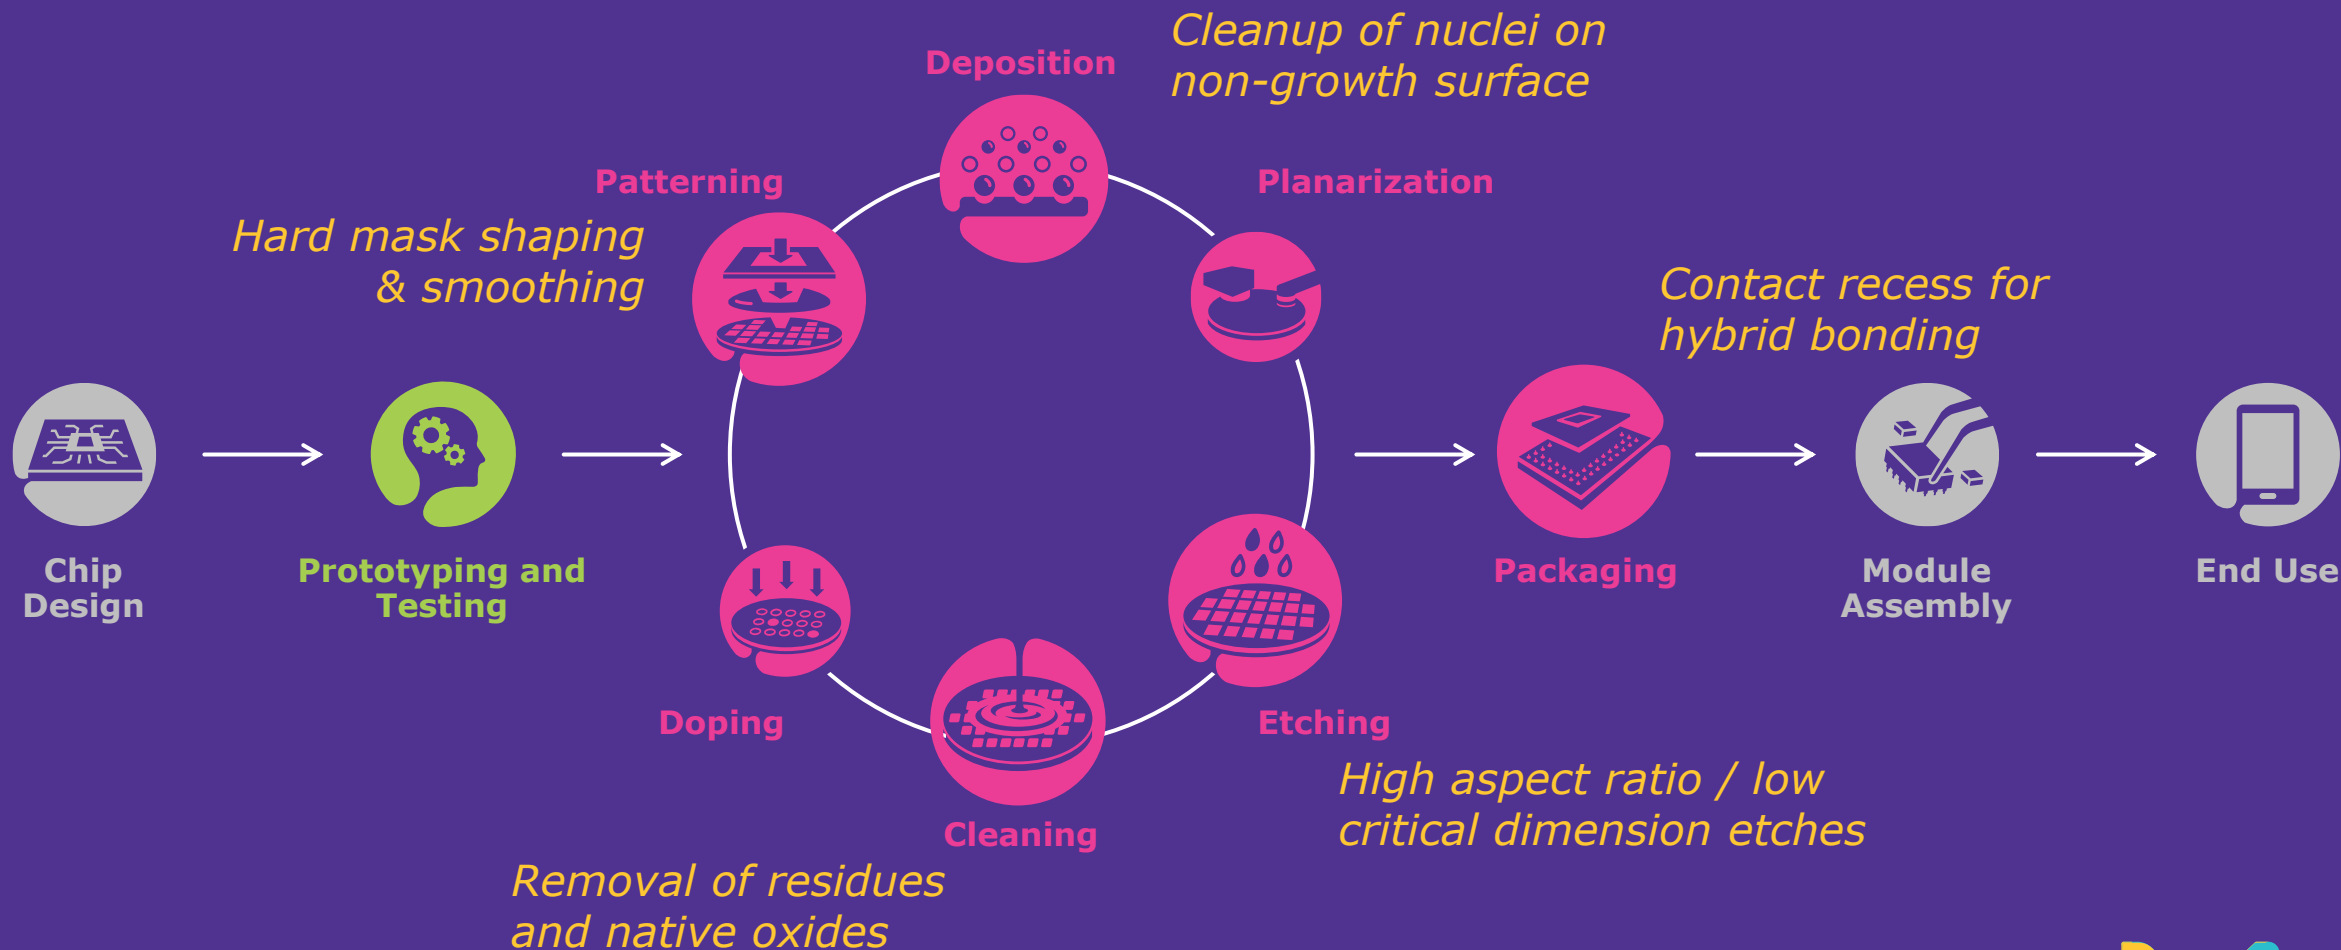 Cleanup of nuclei on
non-growth surface
Deposition
Patterning
Planarization
Hard mask shaping
& smoothing
Contact recess for
hybrid bonding
Chip
Design
Prototyping and
Testing
Packaging
Module
Assembly
End Use
Doping
Etching
High aspect ratio / low
critical dimension etches
Cleaning
Removal of residues
and native oxides